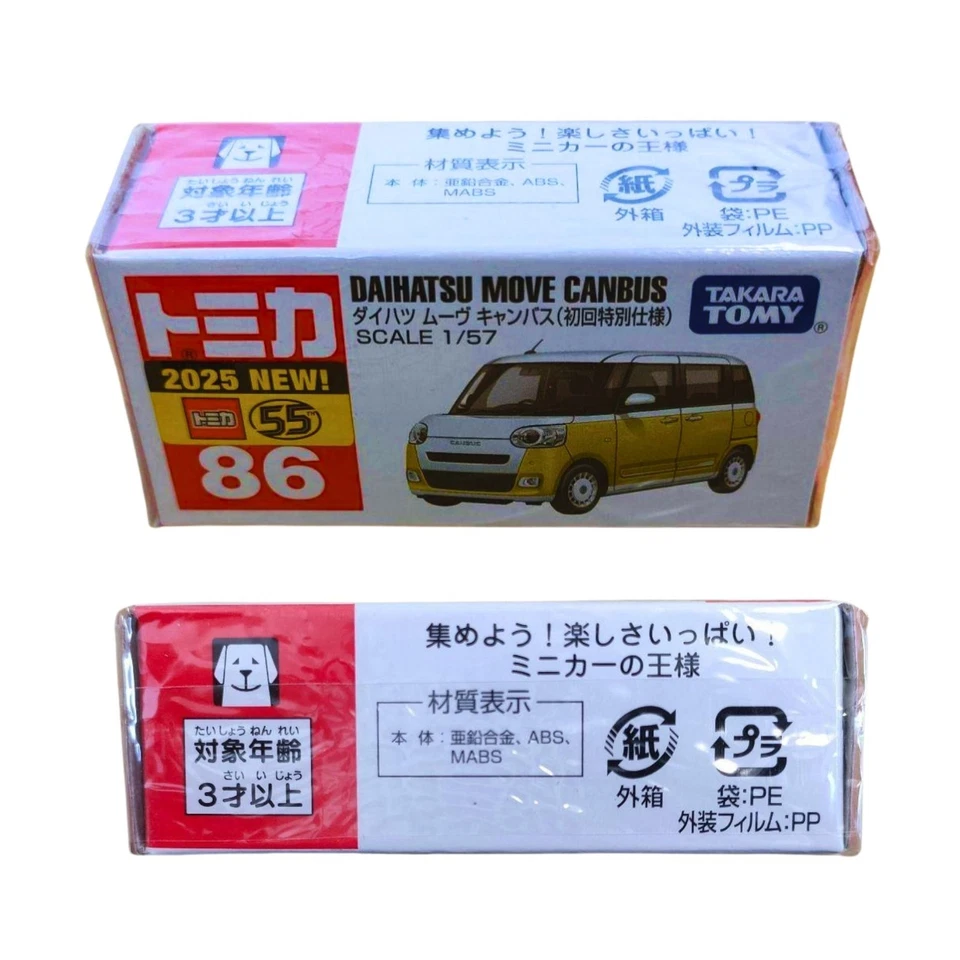 たいしょうねんれい
対象年齢
さいいじょう
3才以上
集めよう！楽しさいっぱい！
ミニカーの王様
材質表示
本 体：亜鉛合金、ABS、
MABS
紙
外箱
プラ
袋:PE
外装フィルム:PP
トミカ
®
2025 NEW!
トミカ
55™
86
DAIHATSU MOVE CANBUS
ダイハツ ムーヴ キャンバス(初回特別仕様)
SCALE 1/57
TAKARA
TOMY®
CANBUS
たいしょうねんれい
対象年齢
さいいじょう
3才以上
集めよう！楽しさいっぱい！
ミニカーの王様
材質表示
本 体：亜鉛合金、ABS、
MABS
紙
外箱
プラ
袋:PE
外装フィルム:PP